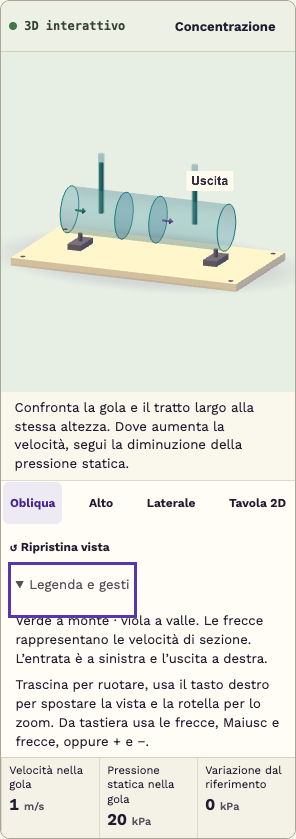 3D interattivo
Concentrazione
Uscita
Confronta la gola e il tratto largo alla
stessa altezza. Dove aumenta la
velocità, segui la diminuzione della
pressione statica.
Obliqua
Alto
Laterale
Tavola 2D
↺ Ripristina vista
▼ Legenda e gesti
Verde a monte · viola a valle. Le frecce
rappresentano le velocità di sezione.
L’entrata è a sinistra e l’uscita a destra.
Trascina per ruotare, usa il tasto destro
per spostare la vista e la rotella per lo
zoom. Da tastiera usa le frecce, Maiusc e
frecce, oppure + e −.
Velocità nella
gola
1 m/s
Pressione
statica nella
gola
20 kPa
Variazione dal
riferimento
0 kPa